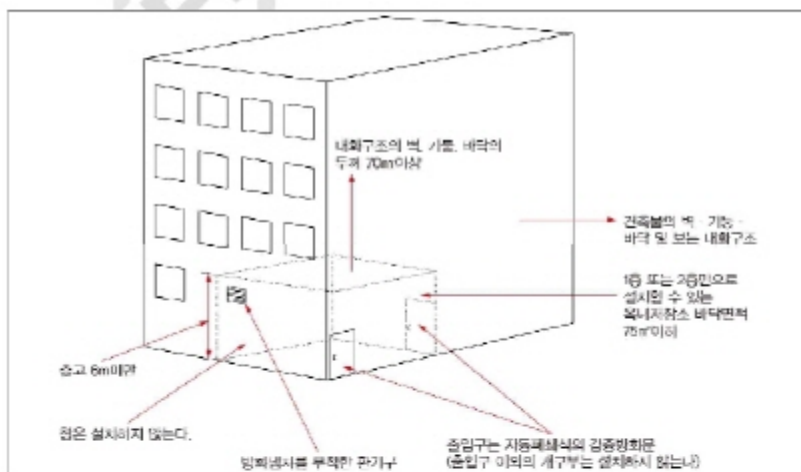 내화구조의 벽, 기둥, 바닥의
두께 70㎜이상
건축물의 벽·기둥·
바닥 및 보는 내화구조
1층 또는 2층만으로
설치할 수 있는
옥내저장소 바닥면적
75㎡이하
층고 6m미만
창은 설치하지 않는다.
방화댐퍼를 부착한 환기구
출입구는 자동폐쇄식의 갑종방화문
(출입구 이외의 개구부는 설치하지 않는다)